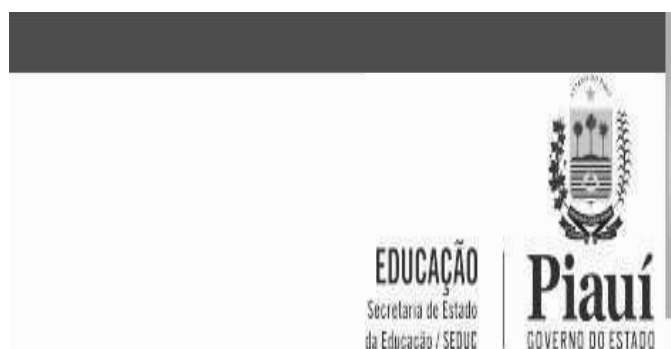 EDUCAÇÃO
Secretaria de Estado
da Educação / SEDUC
Piauí
GOVERNO DO ESTADO